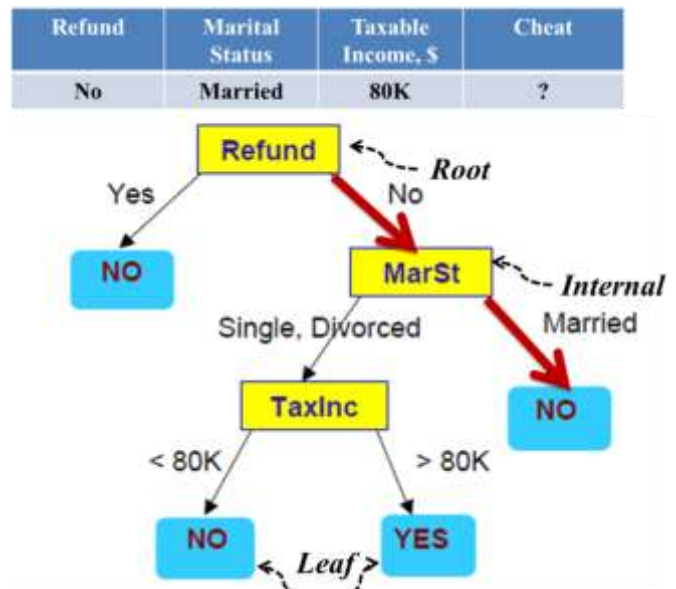 Refund Marital Status Taxable Income, $ Cheat
No Married 80K ?
Refund
Root
Yes
No
NO
MarSt
Internal
Single, Divorced
Married
TaxInc
NO
< 80K
> 80K
NO
YES
Leaf